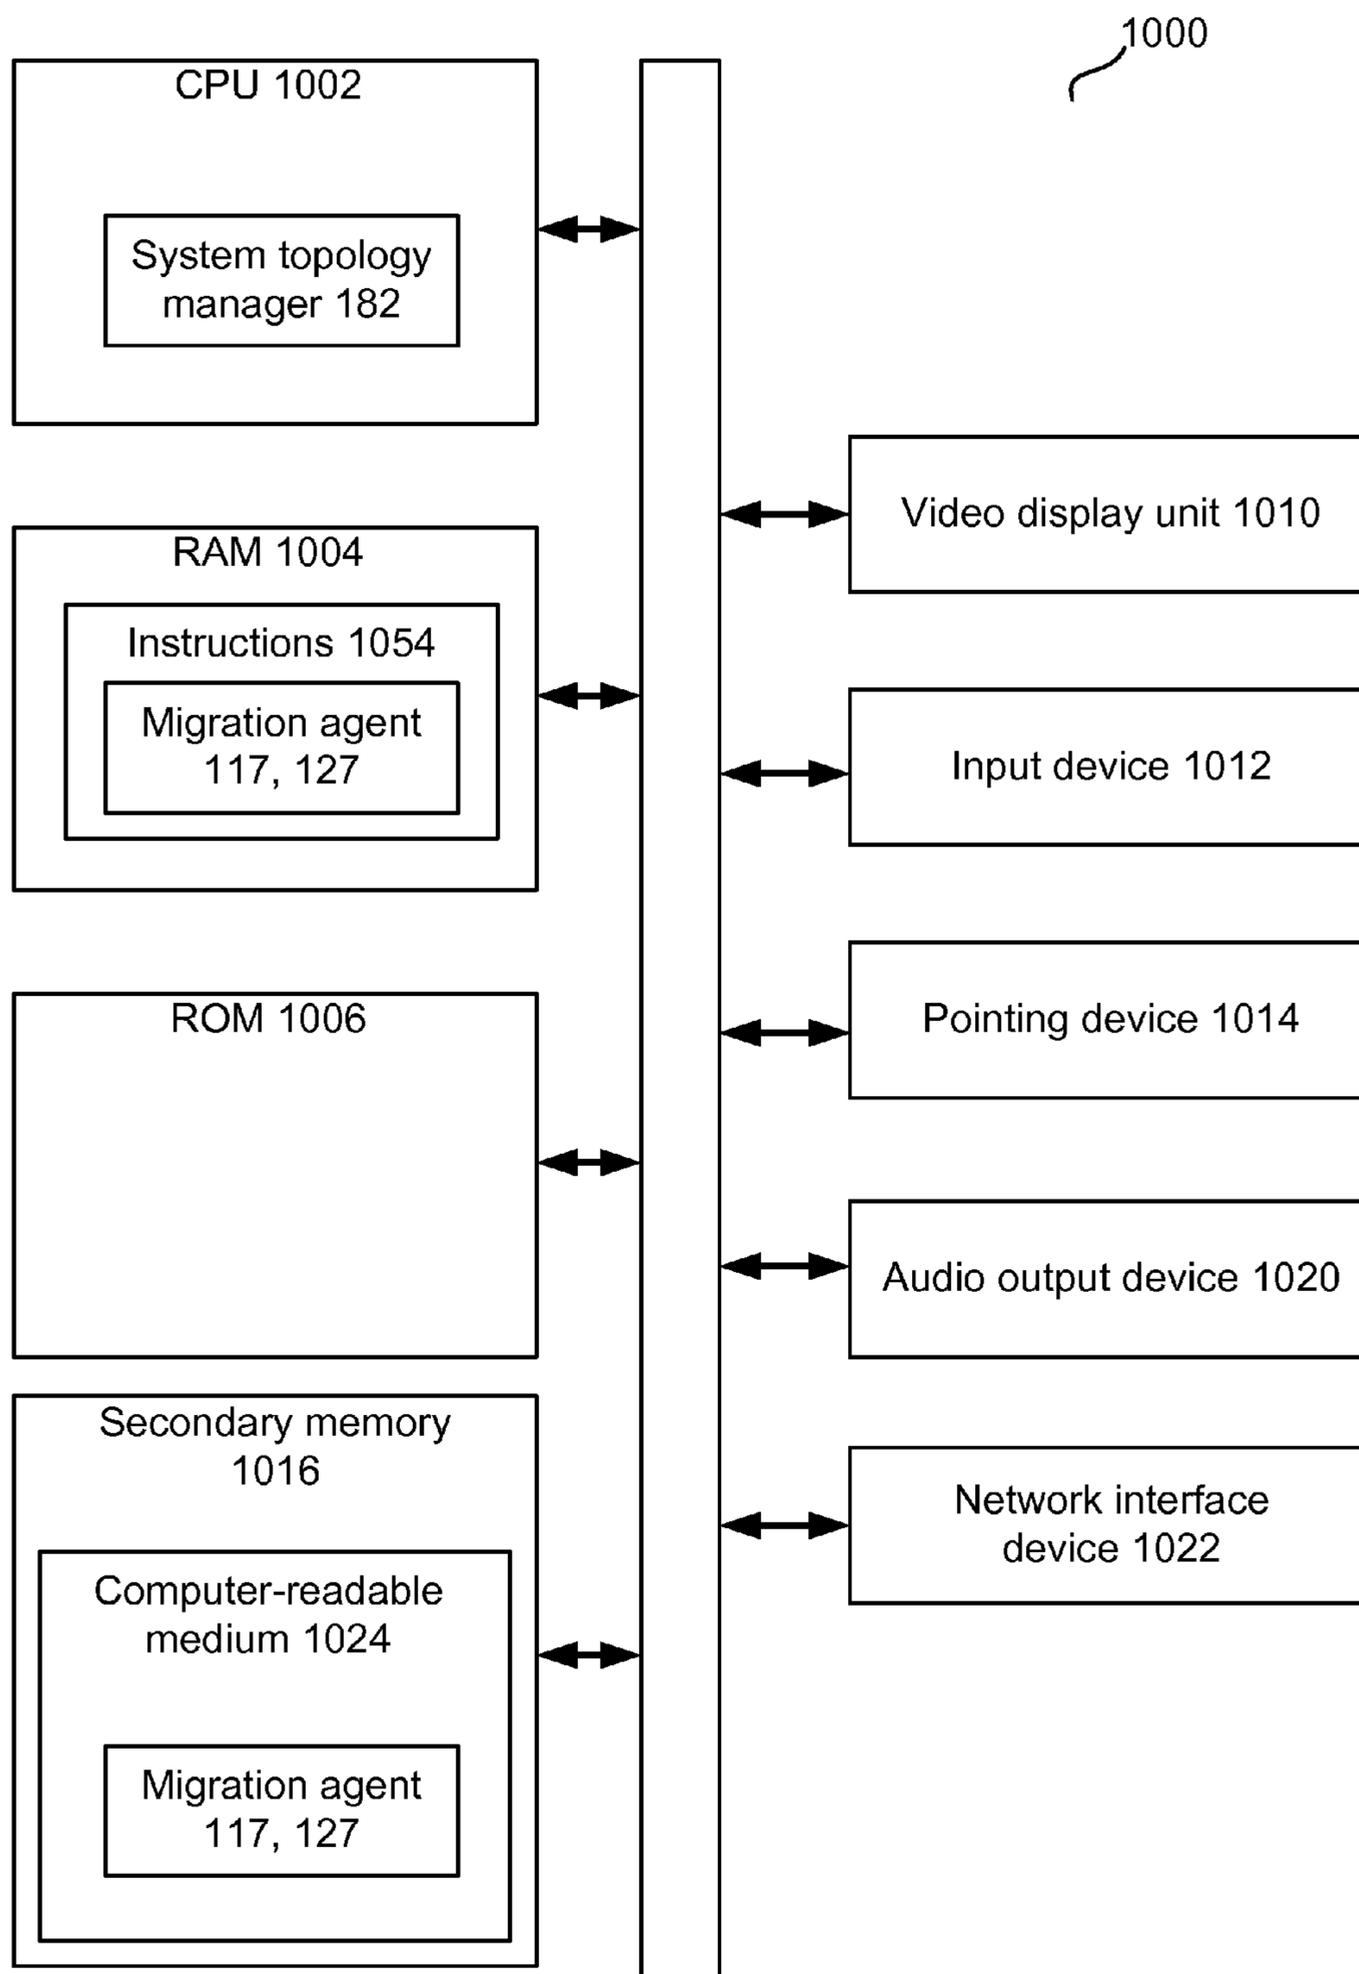 1000
CPU 1002
System topology
manager 182
RAM 1004
Instructions 1054
Migration agent
117, 127
ROM 1006
Secondary memory
1016
Computer-readable
medium 1024
Migration agent
117, 127
Video display unit 1010
Input device 1012
Pointing device 1014
Audio output device 1020
Network interface
device 1022